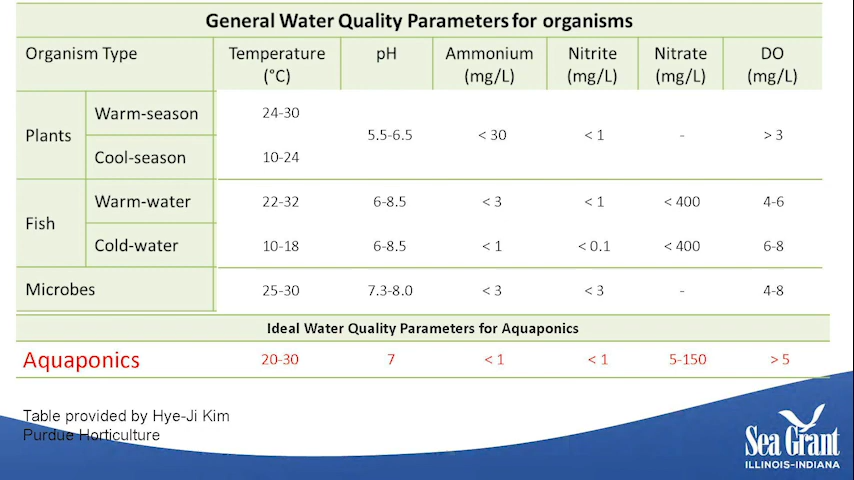 General Water Quality Parameters for organisms
Organism Type Temperature (°C) pH Ammonium (mg/L) Nitrite (mg/L) Nitrate (mg/L) DO (mg/L)
Plants Warm-season 24-30 5.5-6.5 < 30 < 1 - > 3
Cool-season 10-24
Fish Warm-water 22-32 6-8.5 < 3 < 1 < 400 4-6
Cold-water 10-18 6-8.5 < 1 < 0.1 < 400 6-8
Microbes 25-30 7.3-8.0 < 3 < 3 - 4-8
Ideal Water Quality Parameters for Aquaponics
Aquaponics 20-30 7 < 1 < 1 5-150 > 5
Table provided by Hye-Ji Kim
Purdue Horticulture
Sea Grant
ILLINOIS-INDIANA